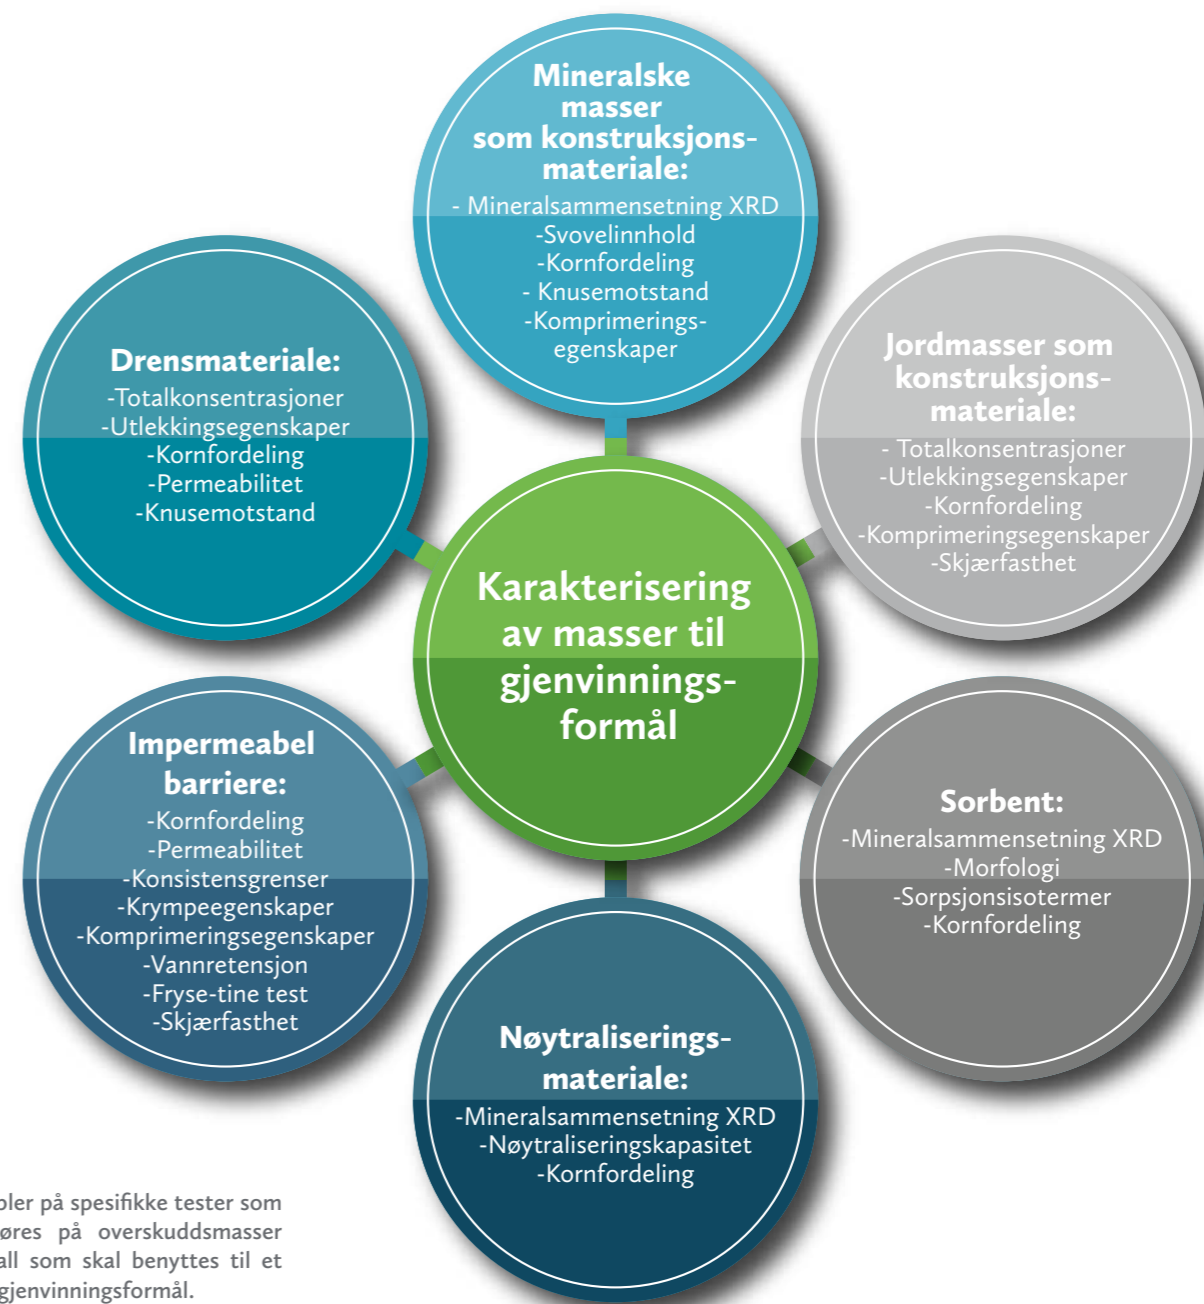 Mineralske
masser
som konstruksjons-
materiale:
- Mineralsammensetning XRD
-Svovelinnhold
-Kornfordeling
- Knusemotstand
-Komprimerings-
egenskaper
Drensmateriale:
-Totalkonsentrasjoner
-Utlekkingsegenskaper
-Kornfordeling
-Permeabilitet
-Knusemotstand
Jordmasser som
konstruksjons-
materiale:
- Totalkonsentrasjoner
-Utlekkingsegenskaper
-Kornfordeling
-Komprimeringsegenskaper
-Skjærfasthet
Karakterisering
av masser til
gjenvinnings-
formål
Impermeabel
barriere:
-Kornfordeling
-Permeabilitet
-Konsistensgrenser
-Krympeegenskaper
-Komprimeringsegenskaper
-Vannretensjon
-Fryse-tine test
-Skjærfasthet
Sorbent:
-Mineralsammensetning XRD
-Morfologi
-Sorpsjonsisotermer
-Kornfordeling
Nøytraliserings-
materiale:
-Mineralsammensetning XRD
-Nøytraliseringskapasitet
-Kornfordeling
på spesifikke tester som
på overskuddsmasser
som skal benyttes til et
gjenvinningsformål.